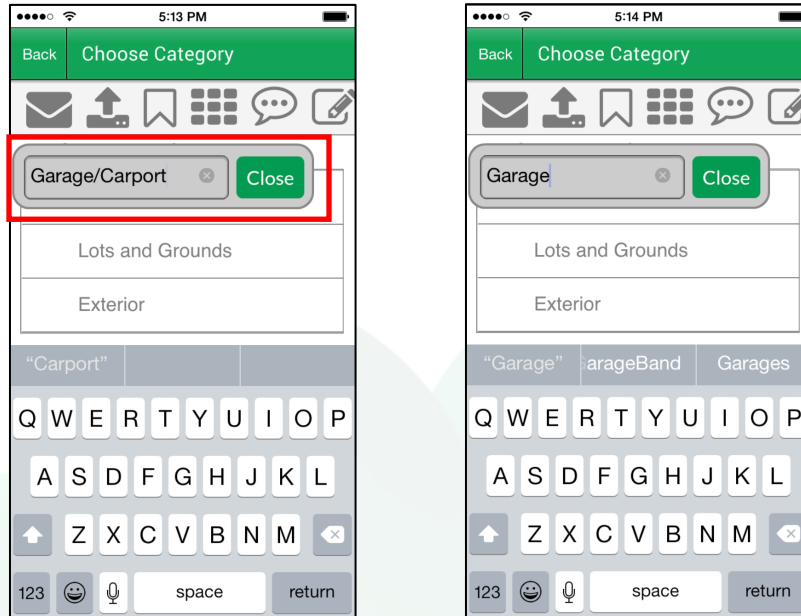 5:13 PM
Back Choose Category
Garage/Carport Close
Lots and Grounds
Exterior
“Carport”
Q W E R T Y U I O P
A S D F G H J K L
Z X C V B N M
123 space return
5:14 PM
Back Choose Category
Garage Close
Lots and Grounds
Exterior
“Garage” arageBand Garages
Q W E R T Y U I O P
A S D F G H J K L
Z X C V B N M
123 space return